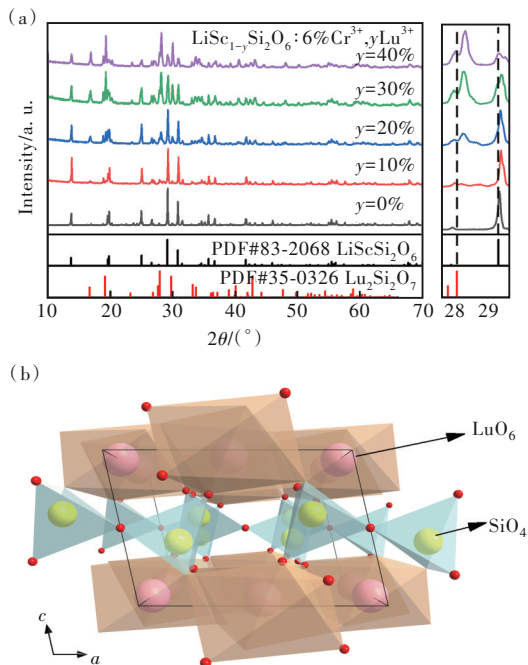 (a)
LiSc₁₋ySi₂O₆:6%Cr³⁺,yLu³⁺
y=40%
y=30%
y=20%
y=10%
y=0%
PDF#83-2068 LiScSi₂O₆
PDF#35-0326 Lu₂Si₂O₇
Intensity/a. u.
10 20 30 40 50 60 70
28 29
2θ/(°)
(b)
LuO₆
SiO₄
c
a